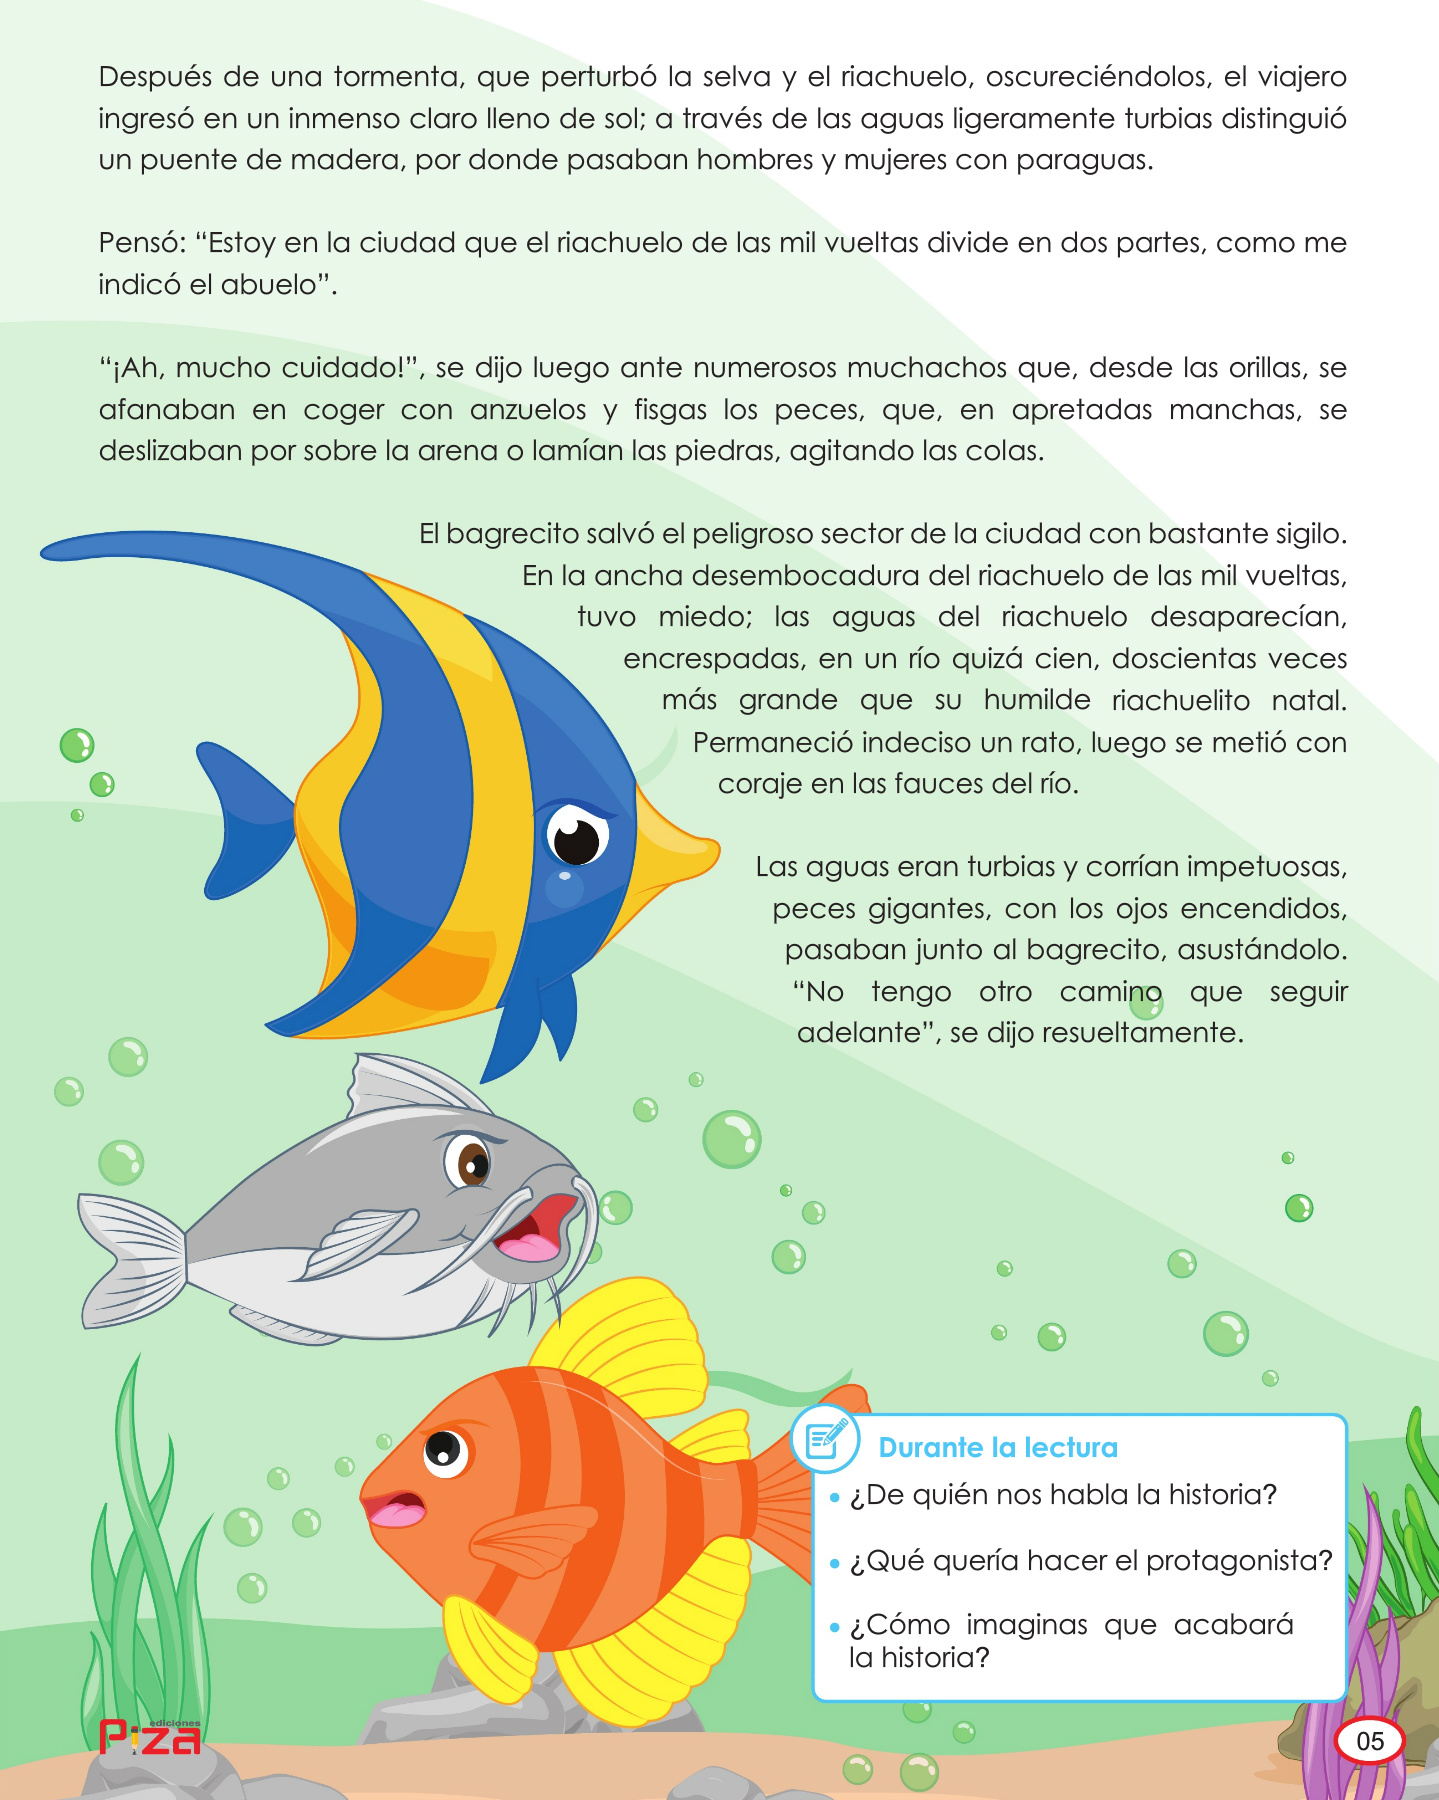 Después de una tormenta, que perturbó la selva y el riachuelo, oscureciéndolos, el viajero
ingresó en un inmenso claro lleno de sol; a través de las aguas ligeramente turbias distinguió
un puente de madera, por donde pasaban hombres y mujeres con paraguas.
Pensó: “Estoy en la ciudad que el riachuelo de las mil vueltas divide en dos partes, como me
indicó el abuelo”.
“¡Ah, mucho cuidado!”, se dijo luego ante numerosos muchachos que, desde las orillas, se
afanaban en coger con anzuelos y fisgas los peces, que, en apretadas manchas, se
deslizaban por sobre la arena o lamían las piedras, agitando las colas.
El bagrecito salvó el peligroso sector de la ciudad con bastante sigilo.
En la ancha desembocadura del riachuelo de las mil vueltas,
tuvo miedo; las aguas del riachuelo desaparecían,
encrespadas, en un río quizá cien, doscientas veces
más grande que su humilde riachuelito natal.
Permaneció indeciso un rato, luego se metió con
coraje en las fauces del río.
Las aguas eran turbias y corrían impetuosas,
peces gigantes, con los ojos encendidos,
pasaban junto al bagrecito, asustándolo.
“No tengo otro camino que seguir
adelante”, se dijo resueltamente.
Durante la lectura
• ¿De quién nos habla la historia?
• ¿Qué quería hacer el protagonista?
• ¿Cómo imaginas que acabará
la historia?
ediciones
Piza
05